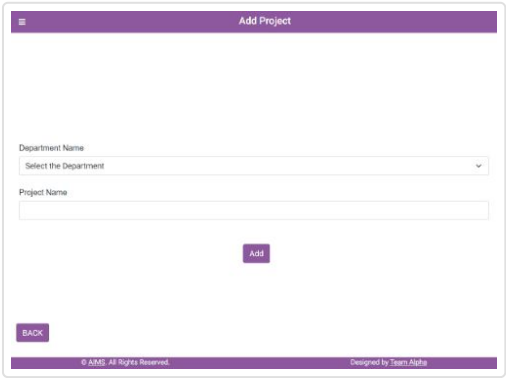 Add Project
Department Name
Select the Department
Project Name
Add
BACK
© AIMS. All Rights Reserved. Designed by Team Alpha